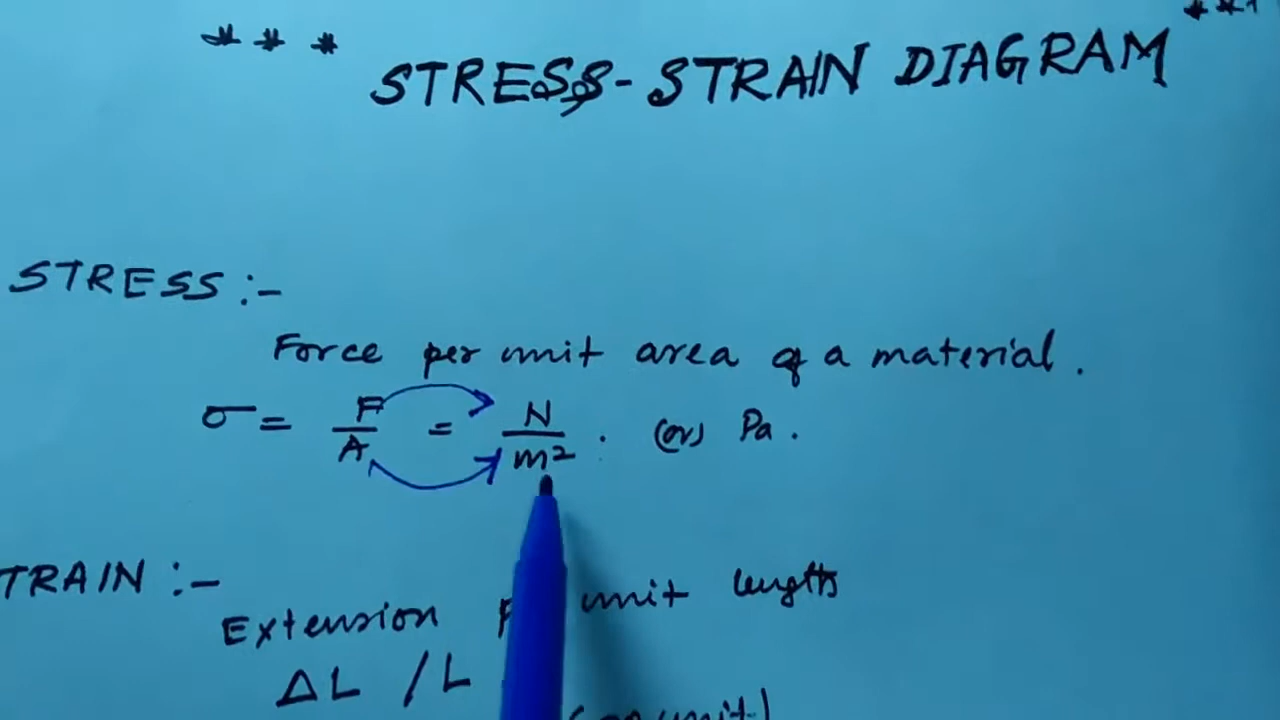 *** STRESS-STRAIN DIAGRAM ***
STRESS :-
Force per unit area of a material.
σ = F/A = N/m² . (or) Pa .
TRAIN :-
Extension unit length
ΔL / L